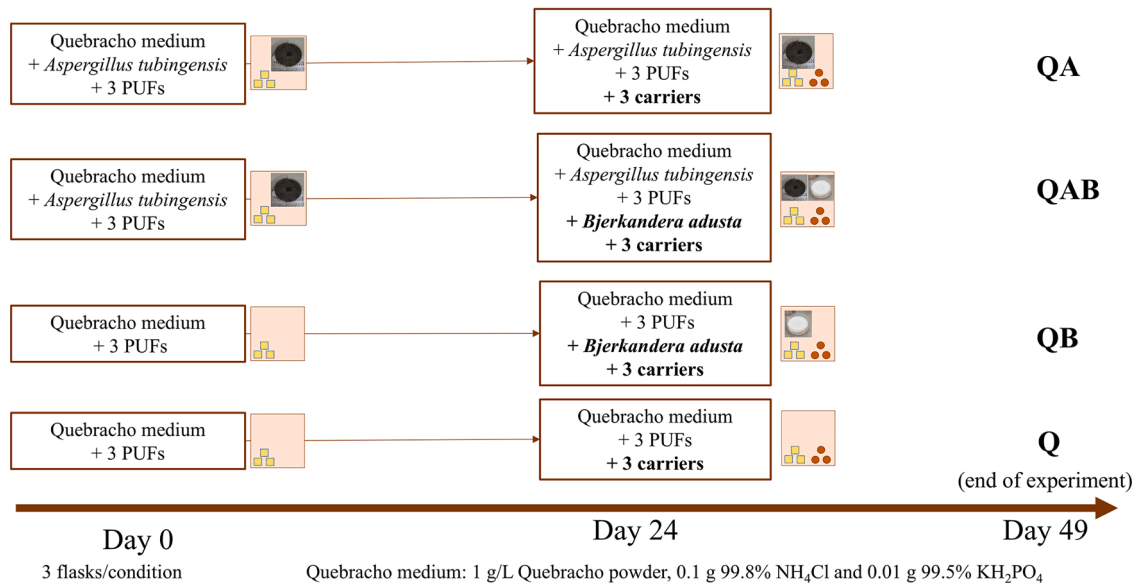 Quebracho medium
+ Aspergillus tubingensis
+ 3 PUFs
Quebracho medium
+ Aspergillus tubingensis
+ 3 PUFs
+ 3 carriers
QA
Quebracho medium
+ Aspergillus tubingensis
+ 3 PUFs
Quebracho medium
+ Aspergillus tubingensis
+ 3 PUFs
+ Bjerkandera adusta
+ 3 carriers
QAB
Quebracho medium
+ 3 PUFs
Quebracho medium
+ 3 PUFs
+ Bjerkandera adusta
+ 3 carriers
QB
Quebracho medium
+ 3 PUFs
Quebracho medium
+ 3 PUFs
+ 3 carriers
Q
(end of experiment)
Day 0
Day 24
Day 49
3 flasks/condition
Quebracho medium: 1 g/L Quebracho powder, 0.1 g 99.8% NH₄Cl and 0.01 g 99.5% KH₂PO₄